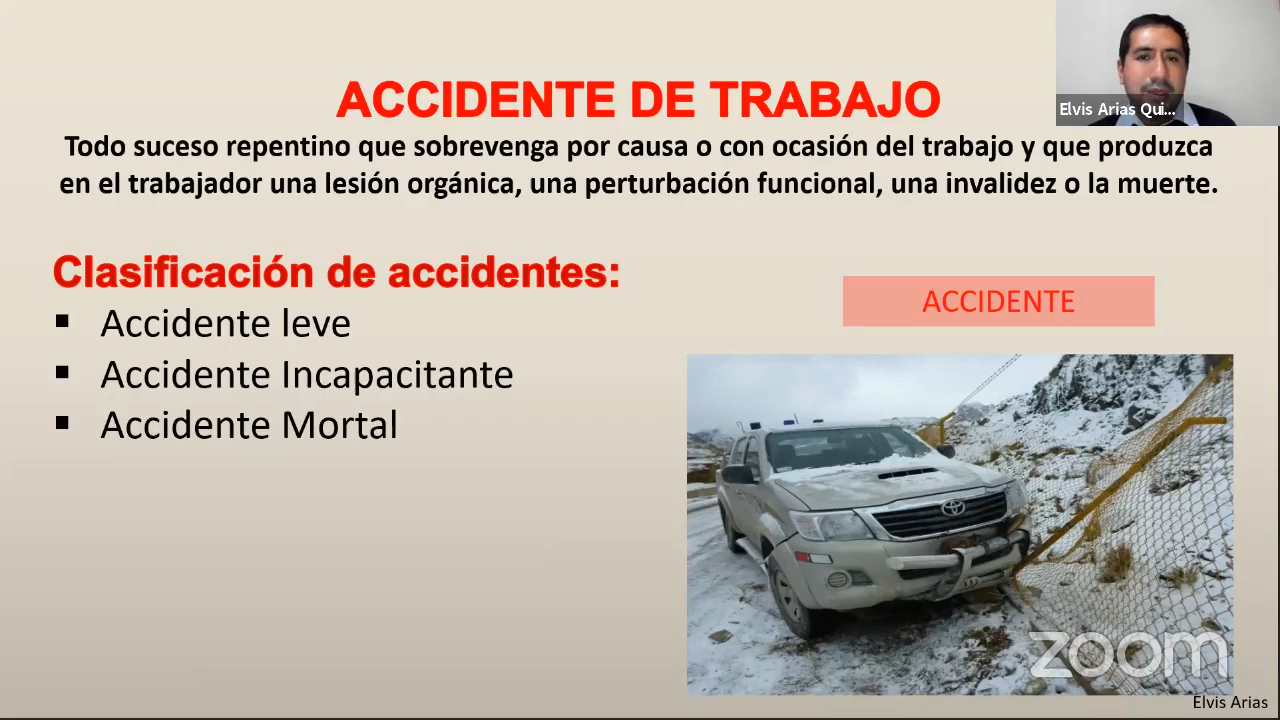 ACCIDENTE DE TRABAJO
Elvis Arias Qui...
Todo suceso repentino que sobrevenga por causa o con ocasión del trabajo y que produzca
en el trabajador una lesión orgánica, una perturbación funcional, una invalidez o la muerte.
Clasificación de accidentes:
▪ Accidente leve
▪ Accidente Incapacitante
▪ Accidente Mortal
ACCIDENTE
zoom
Elvis Arias